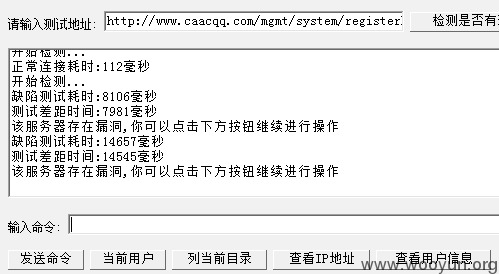 请输入测试地址: http://www.caacqq.com/mgmt/system/register 检测是否有
开始检测...
正常连接耗时:112毫秒
开始检测...
缺陷测试耗时:8106毫秒
测试差距时间:7981毫秒
该服务器存在漏洞,你可以点击下方按钮继续进行操作
缺陷测试耗时:14657毫秒
测试差距时间:14545毫秒
该服务器存在漏洞,你可以点击下方按钮继续进行操作
输入命令:
发送命令 当前用户 列当前目录 查看IP地址 查看用户信息
www.wooyun.org